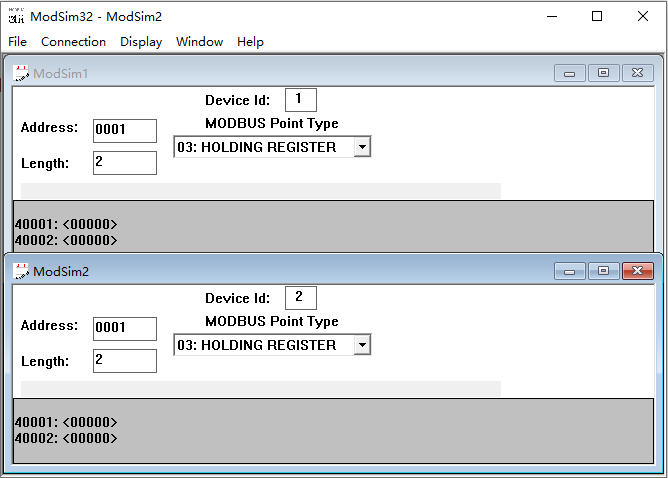 ModSim32 - ModSim2
File Connection Display Window Help
ModSim1
Device Id: 1
Address: 0001
MODBUS Point Type
Length: 2
03: HOLDING REGISTER
40001: <00000>
40002: <00000>
ModSim2
Device Id: 2
Address: 0001
MODBUS Point Type
Length: 2
03: HOLDING REGISTER
40001: <00000>
40002: <00000>